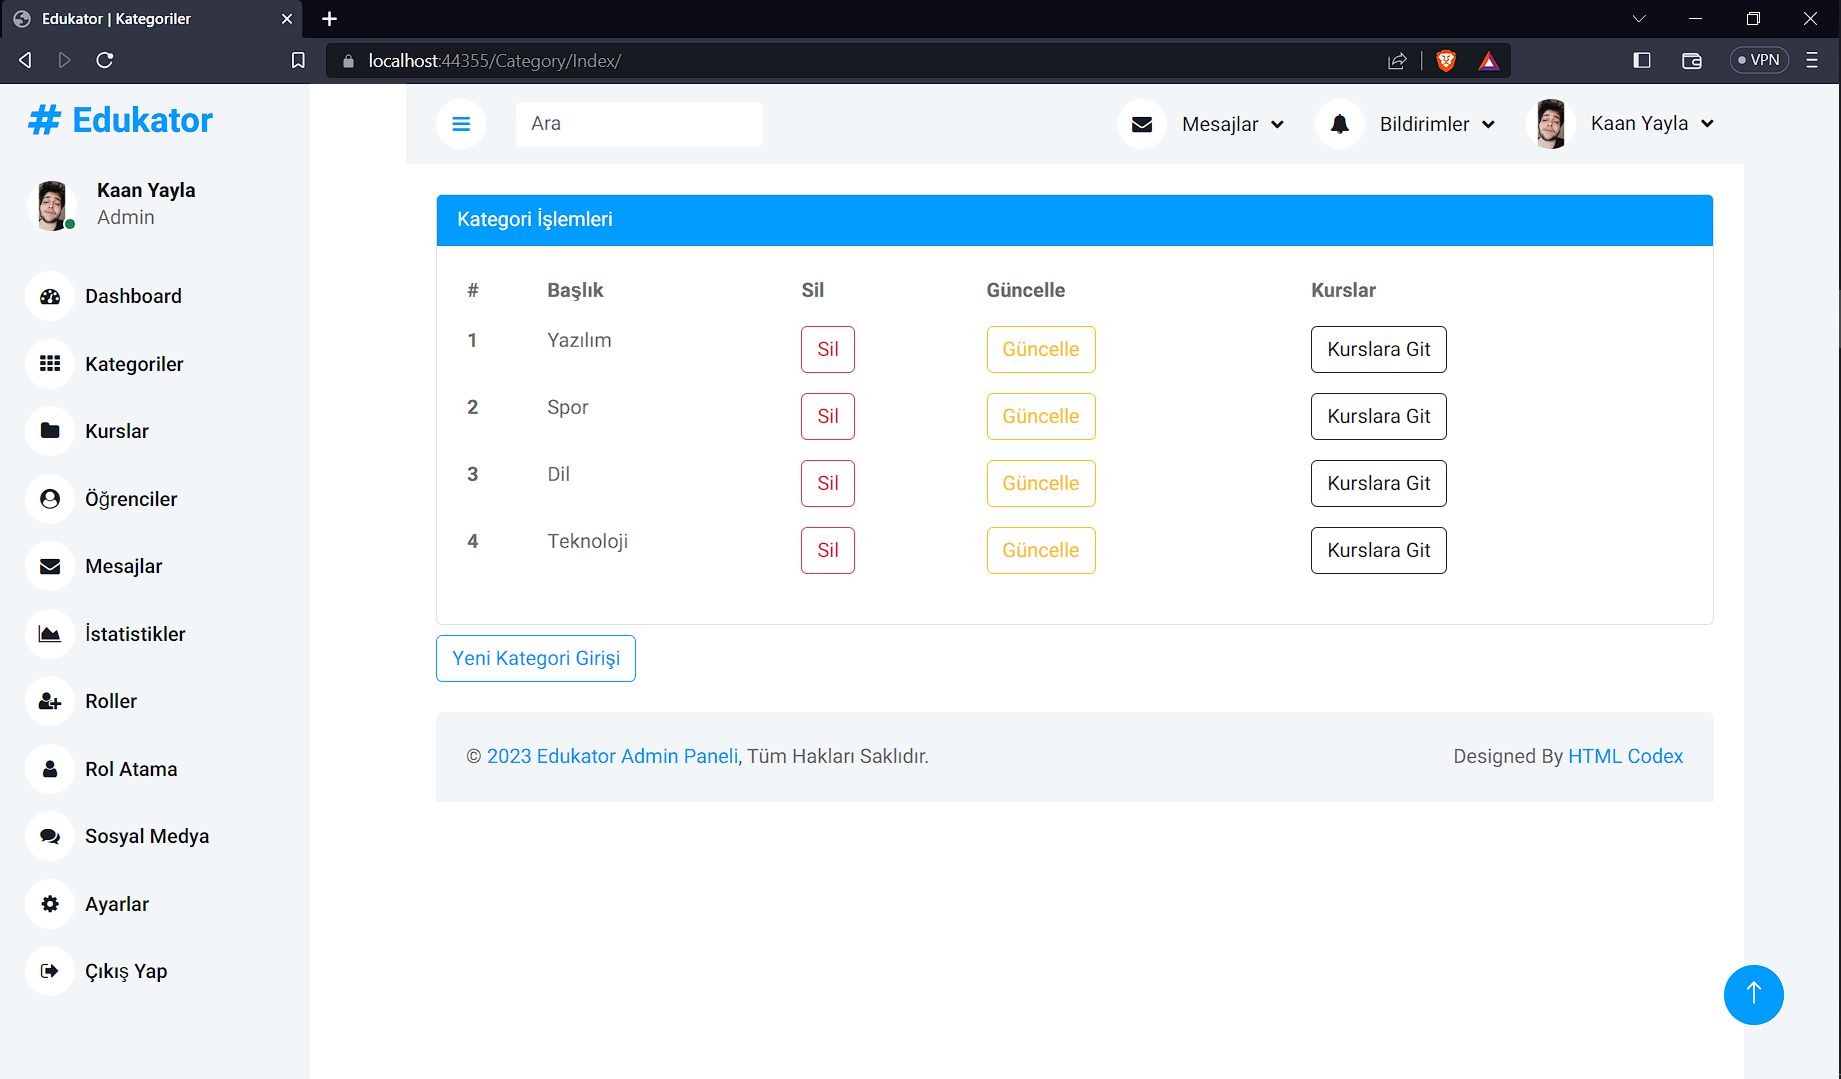 Edukator | Kategoriler
localhost:44355/Category/Index/
VPN
# Edukator
Kaan Yayla
Admin
Dashboard
Kategoriler
Kurslar
Öğrenciler
Mesajlar
İstatistikler
Roller
Rol Atama
Sosyal Medya
Ayarlar
Çıkış Yap
Ara
Mesajlar
Bildirimler
Kaan Yayla
Kategori İşlemleri
# Başlık Sil Güncelle Kurslar
1 Yazılım Sil Güncelle Kurslara Git
2 Spor Sil Güncelle Kurslara Git
3 Dil Sil Güncelle Kurslara Git
4 Teknoloji Sil Güncelle Kurslara Git
Yeni Kategori Girişi
© 2023 Edukator Admin Paneli, Tüm Hakları Saklıdır.
Designed By HTML Codex